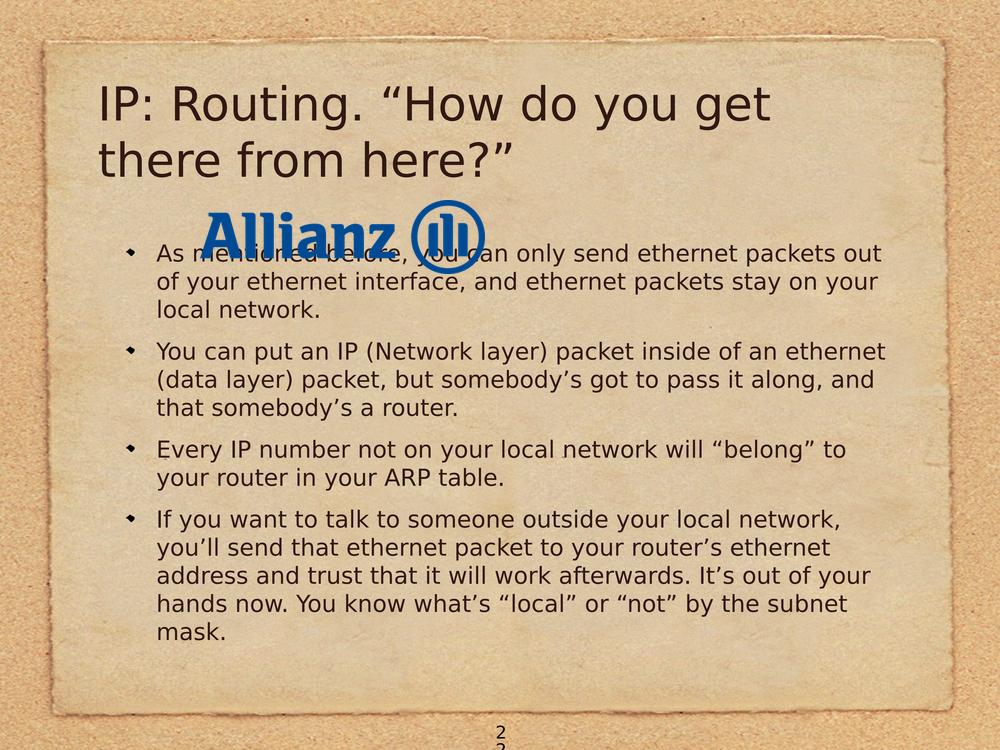 IP: Routing. “How do you get
there from here?”
Allianz
As mentioned before, you can only send ethernet packets out
of your ethernet interface, and ethernet packets stay on your
local network.
You can put an IP (Network layer) packet inside of an ethernet
(data layer) packet, but somebody’s got to pass it along, and
that somebody’s a router.
Every IP number not on your local network will “belong” to
your router in your ARP table.
If you want to talk to someone outside your local network,
you’ll send that ethernet packet to your router’s ethernet
address and trust that it will work afterwards. It’s out of your
hands now. You know what’s “local” or “not” by the subnet
mask.
2
2